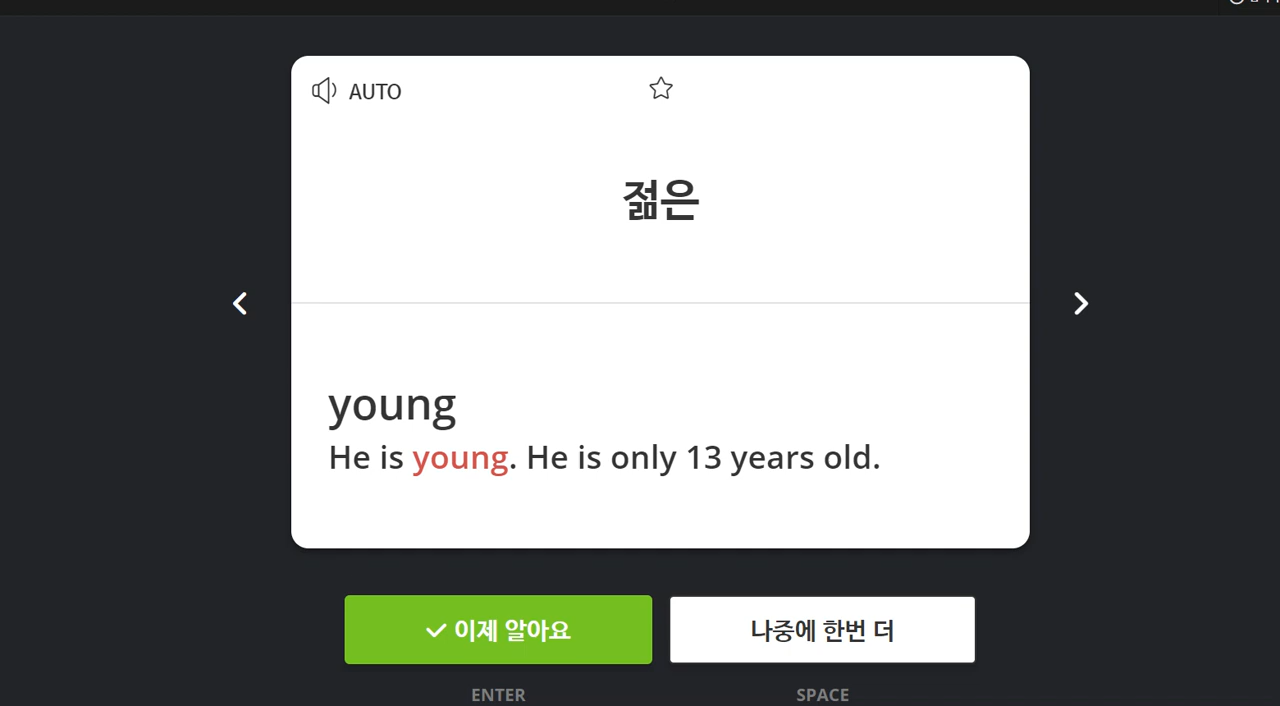 AUTO
젊은
young
He is young. He is only 13 years old.
이제 알아요
나중에 한번 더
ENTER
SPACE